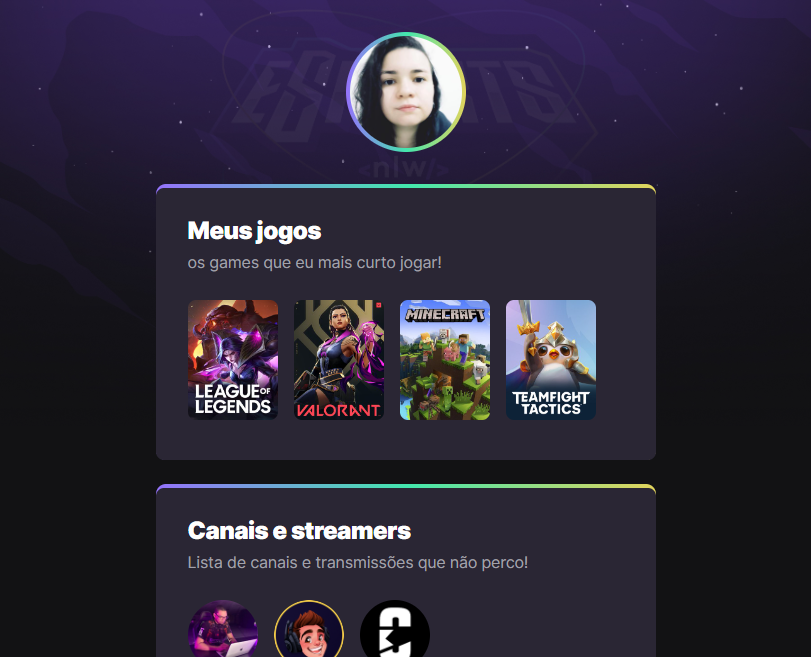 <nlw/>
Meus jogos
os games que eu mais curto jogar!
LEAGUE OF
LEGENDS
VALORANT
MINECRAFT
TEAMFIGHT
TACTICS
Canais e streamers
Lista de canais e transmissões que não perco!